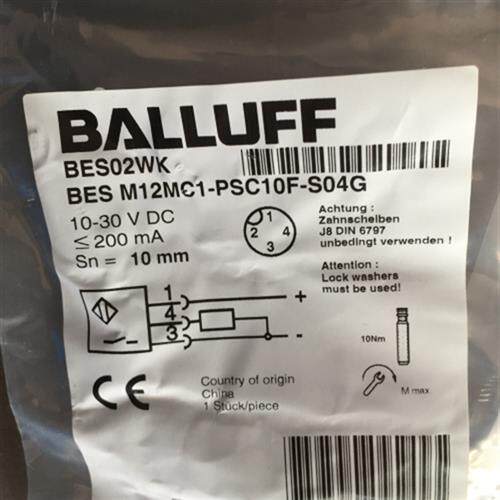 BALLUFF
BES02WK
BES M12MC1-PSC10F-S04G
10-30 V DC
≤ 200 mA
Sn = 10 mm
1
2 4
3
Achtung :
Zahnscheiben
J8 DIN 6797
unbedingt verwenden !
Attention :
Lock washers
must be used!
1
4
3
+
-
10Nm
M max
CE
Country of origin
China
1 Stück/piece